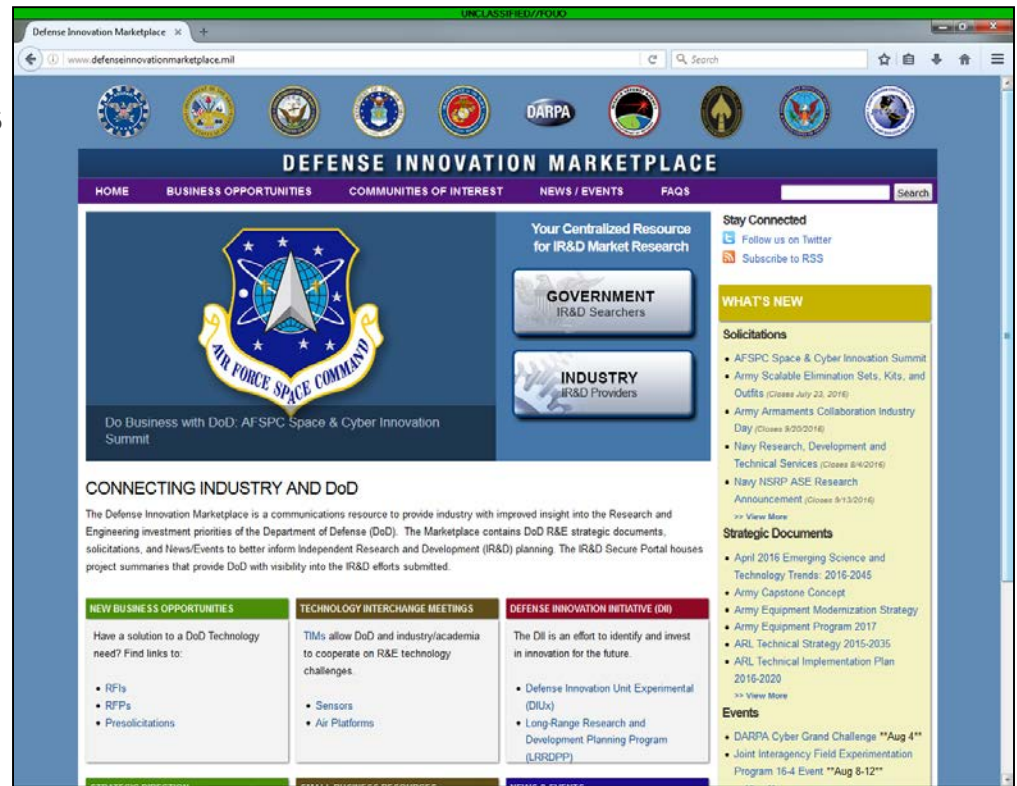 UNCLASSIFIED//FOUO
Defense Innovation Marketplace
www.defenseinnovationmarketplace.mil
Search
DARPA
DEFENSE INNOVATION MARKETPLACE
HOME BUSINESS OPPORTUNITIES COMMUNITIES OF INTEREST NEWS / EVENTS FAQS Search
AIR FORCE SPACE COMMAND
Do Business with DoD: AFSPC Space & Cyber Innovation
Summit
Your Centralized Resource
for IR&D Market Research
GOVERNMENT
IR&D Searchers
INDUSTRY
IR&D Providers
CONNECTING INDUSTRY AND DoD
The Defense Innovation Marketplace is a communications resource to provide industry with improved insight into the Research and
Engineering investment priorities of the Department of Defense (DoD). The Marketplace contains DoD R&E strategic documents,
solicitations, and News/Events to better inform Independent Research and Development (IR&D) planning. The IR&D Secure Portal houses
project summaries that provide DoD with visibility into the IR&D efforts submitted.
NEW BUSINESS OPPORTUNITIES
Have a solution to a DoD Technology
need? Find links to:
• RFIs
• RFPs
• Presolicitations
TECHNOLOGY INTERCHANGE MEETINGS
TIMs allow DoD and industry/academia
to cooperate on R&E technology
challenges.
• Sensors
• Air Platforms
DEFENSE INNOVATION INITIATIVE (DII)
The DII is an effort to identify and invest
in innovation for the future.
• Defense Innovation Unit Experimental
(DIUx)
• Long-Range Research and
Development Planning Program
(LRRDPP)
STRATEGIC DIRECTION
SMALL BUSINESS RESOURCES
NEWS & EVENTS
Stay Connected
Follow us on Twitter
Subscribe to RSS
WHAT'S NEW
Solicitations
• AFSPC Space & Cyber Innovation Summit
• Army Scalable Elimination Sets, Kits, and
Outfits (Closes July 23, 2016)
• Army Armaments Collaboration Industry
Day (Closes 9/20/2016)
• Navy Research, Development and
Technical Services (Closes 8/4/2016)
• Navy NSRP ASE Research
Announcement (Closes 9/13/2016)
>> View More
Strategic Documents
• April 2016 Emerging Science and
Technology Trends: 2016-2045
• Army Capstone Concept
• Army Equipment Modernization Strategy
• Army Equipment Program 2017
• ARL Technical Strategy 2015-2035
• ARL Technical Implementation Plan
2016-2020
>> View More
Events
• DARPA Cyber Grand Challenge **Aug 4**
• Joint Interagency Field Experimentation
Program 16-4 Event **Aug 8-12**